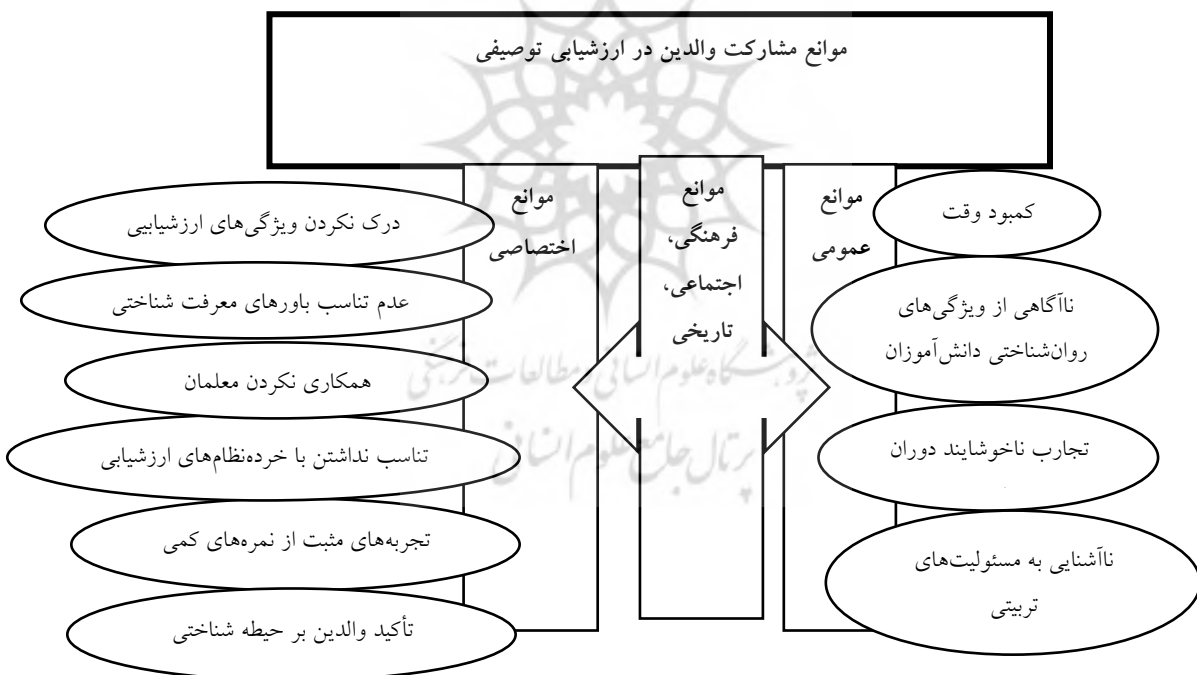 موانع مشارکت والدین در ارزشیابی توصیفی
موانع
عمومی
کمبود وقت
ناآگاهی از ویژگی‌های
روان‌شناختی دانش‌آموزان
تجارب ناخوشایند دوران
ناآشنایی به مسئولیت‌های
تربیتی
موانع
فرهنگی،
اجتماعی،
تاریخی
موانع
اختصاصی
درک نکردن ویژگی‌های ارزشیابیی
عدم تناسب باورهای معرفت شناختی
همکاری نکردن معلمان
تناسب نداشتن با خرده‌نظام‌های ارزشیابی
تجربه‌های مثبت از نمره‌های کمی
تأکید والدین بر حیطه شناختی
پژوهشگاه علوم انسانی و مطالعات فرهنگی
پرتال جامع علوم انسانی